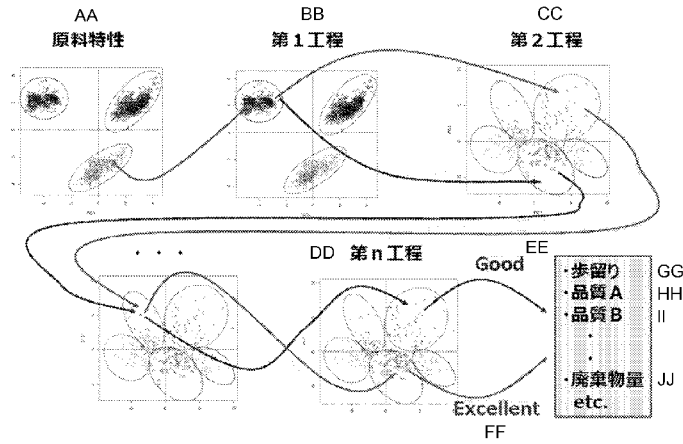 AA
BB
CC
原料特性
第1工程
第2工程
・・・
DD
第n工程
EE
Good
・歩留り
GG
・品質A
HH
・品質B
II
・
・
・廃棄物量
JJ
etc.
Excellent
FF